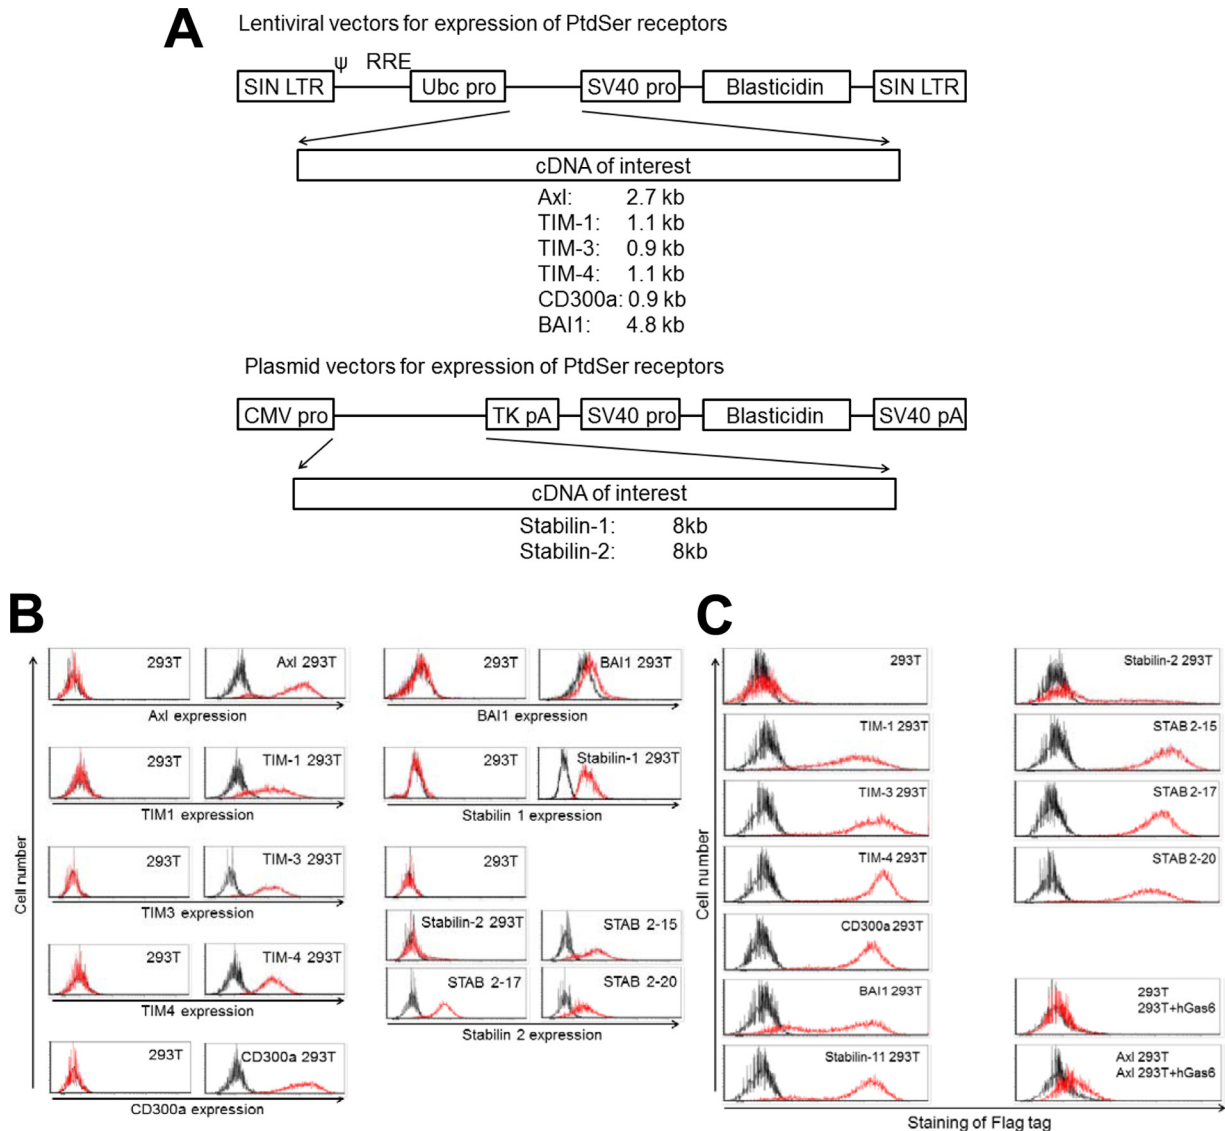 A
Lentiviral vectors for expression of PtdSer receptors
ψ RRE
SIN LTR Ubc pro SV40 pro Blasticidin SIN LTR
cDNA of interest
Axl: 2.7 kb
TIM-1: 1.1 kb
TIM-3: 0.9 kb
TIM-4: 1.1 kb
CD300a: 0.9 kb
BAI1: 4.8 kb
Plasmid vectors for expression of PtdSer receptors
CMV pro TK pA SV40 pro Blasticidin SV40 pA
cDNA of interest
Stabilin-1: 8kb
Stabilin-2: 8kb
B
Cell number
293T Axl 293T
Axl expression
293T TIM-1 293T
TIM1 expression
293T TIM-3 293T
TIM3 expression
293T TIM-4 293T
TIM4 expression
293T CD300a 293T
CD300a expression
293T BAI1 293T
BAI1 expression
293T Stabilin-1 293T
Stabilin 1 expression
293T
Stabilin-2 293T STAB 2-15
STAB 2-17 STAB 2-20
Stabilin 2 expression
C
Cell number
293T
TIM-1 293T
TIM-3 293T
TIM-4 293T
CD300a 293T
BAI1 293T
Stabilin-11 293T
Stabilin-2 293T
STAB 2-15
STAB 2-17
STAB 2-20
293T
293T+hGas6
Axl 293T
Axl 293T+hGas6
Staining of Flag tag